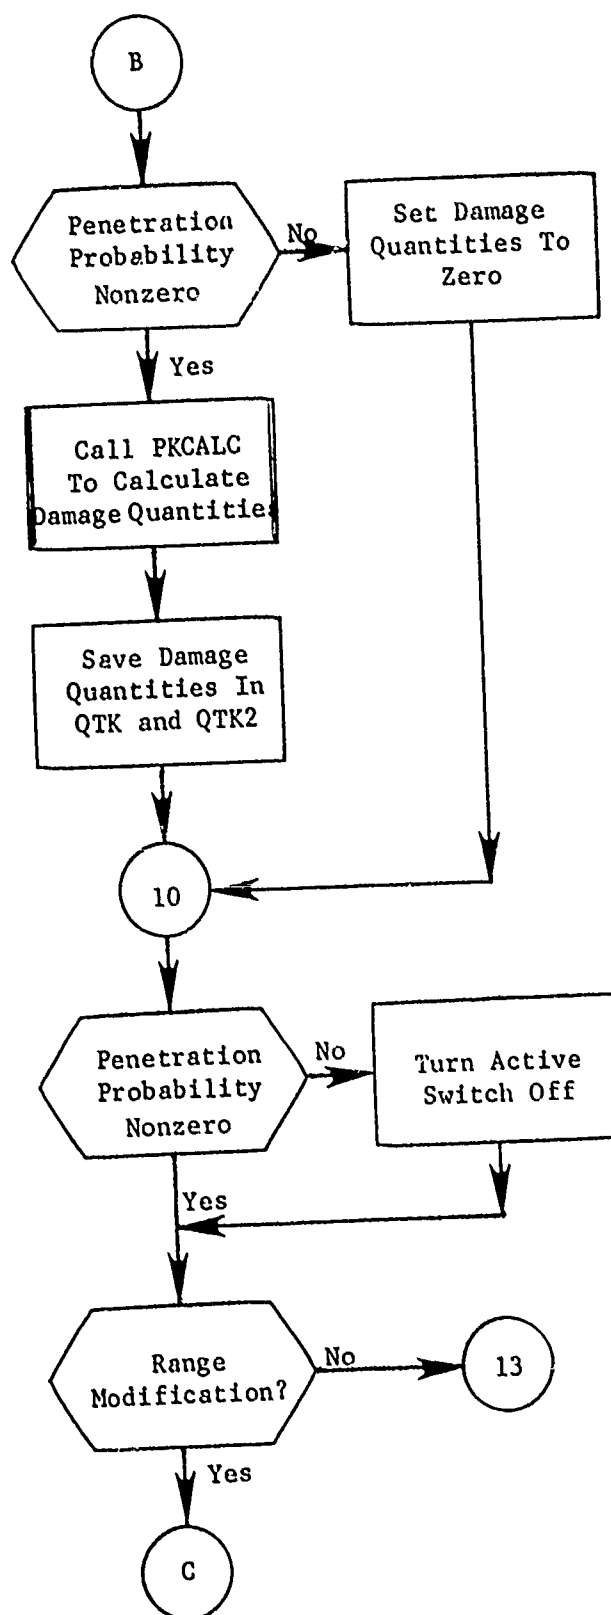 B
Penetration
Probability
Nonzero
No
Set Damage
Quantities To
Zero
Yes
Call PKCALC
To Calculate
Damage Quantities
Save Damage
Quantities In
QTK and QTK2
10
Penetration
Probability
Nonzero
No
Turn Active
Switch Off
Yes
Range
Modification?
No
13
Yes
C